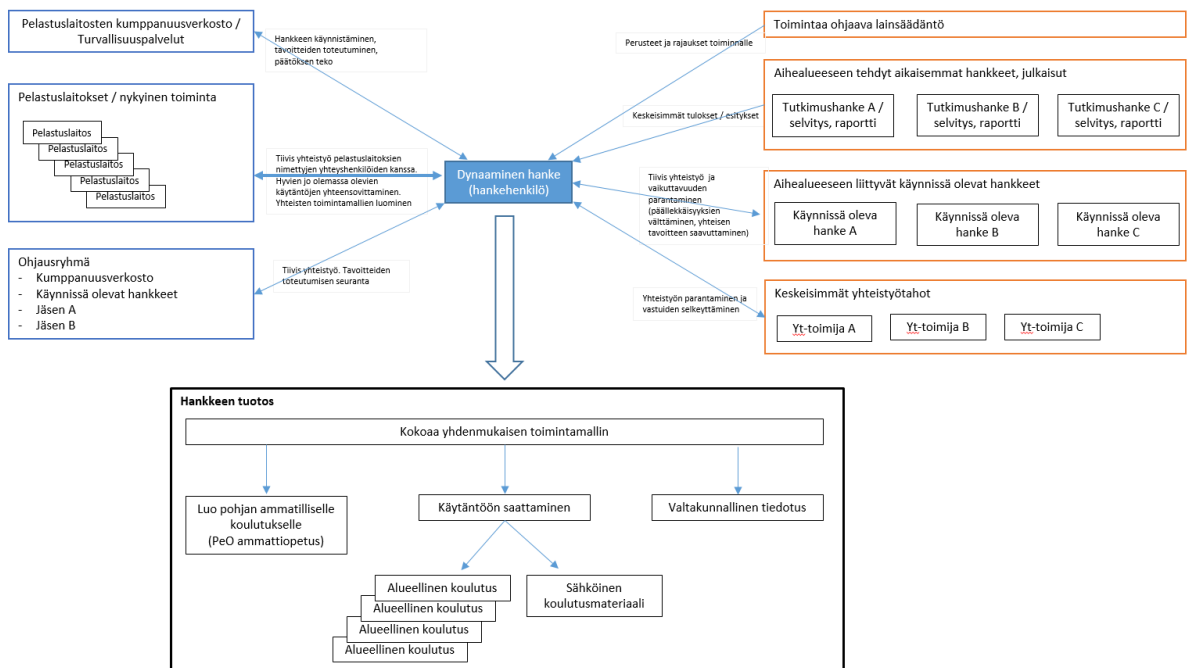 Pelastuslaitosten kumppanuusverkosto /
Turvallisuuspalvelut
Hankkeen käynnistäminen,
tavoitteiden toteutuminen,
päätöksen teko
Pelastuslaitokset / nykyinen toiminta
Pelastuslaitos
Pelastuslaitos
Pelastuslaitos
Pelastuslaitos
Pelastuslaitos
Tiivis yhteistyö pelastuslaitoksien
nimettyjen yhteyshenkilöiden kanssa.
Hyvien jo olemassa olevien
käytäntöjen yhteensovittaminen.
Yhteisten toimintamallien luominen
Ohjausryhmä
- Kumppanuusverkosto
- Käynnissä olevat hankkeet
- Jäsen A
- Jäsen B
Tiivis yhteistyö. Tavoitteiden
toteutumisen seuranta
Dynaaminen hanke
(hankehenkilö)
Perusteet ja rajaukset toiminnalle
Toimintaa ohjaava lainsäädäntö
Keskeisimmät tulokset / esitykset
Aihealueeseen tehdyt aikaisemmat hankkeet, julkaisut
Tutkimushanke A /
selvitys, raportti
Tutkimushanke B /
selvitys, raportti
Tutkimushanke C /
selvitys, raportti
Tiivis yhteistyö ja
vaikuttavuuden
parantaminen
(päällekkäisyyksien
välttäminen, yhteisen
tavoitteen saavuttaminen)
Aihealueeseen liittyvät käynnissä olevat hankkeet
Käynnissä oleva
hanke A
Käynnissä oleva
hanke B
Käynnissä oleva
hanke C
Yhteistyön parantaminen ja
vastuiden selkeyttäminen
Keskeisimmät yhteistyötahot
Yt-toimija A
Yt-toimija B
Yt-toimija C
Hankkeen tuotos
Kokoaa yhdenmukaisen toimintamallin
Luo pohjan ammatilliselle
koulutukselle
(PeO ammattiopetus)
Käytäntöön saattaminen
Valtakunnallinen tiedotus
Alueellinen koulutus
Alueellinen koulutus
Alueellinen koulutus
Alueellinen koulutus
Sähköinen
koulutusmateriaali